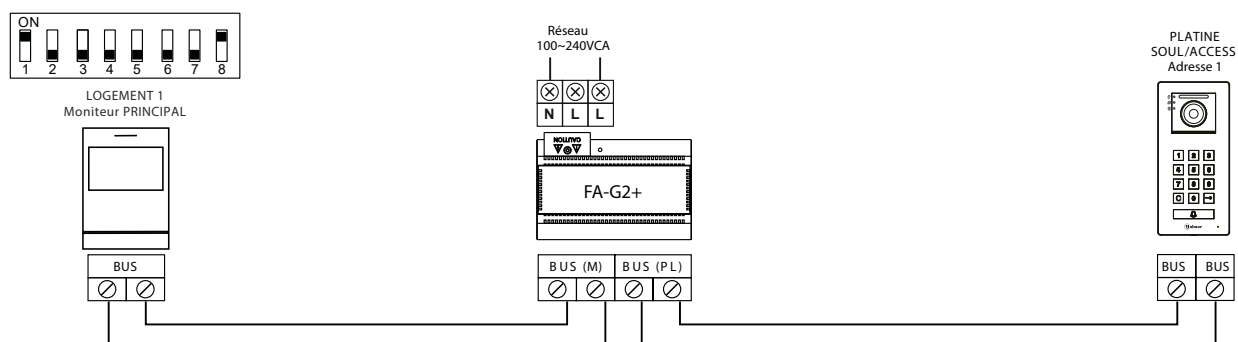 ON
1 2 3 4 5 6 7 8
LOGEMENT 1
Moniteur PRINCIPAL
BUS
Réseau
100~240VCA
N L L
CAUTION
FA-G2+
BUS (M) BUS (PL)
PLATINE
SOUL/ACCESS
Adresse 1
1 2 3
4 5 6
7 8 9
C 0
BUS BUS